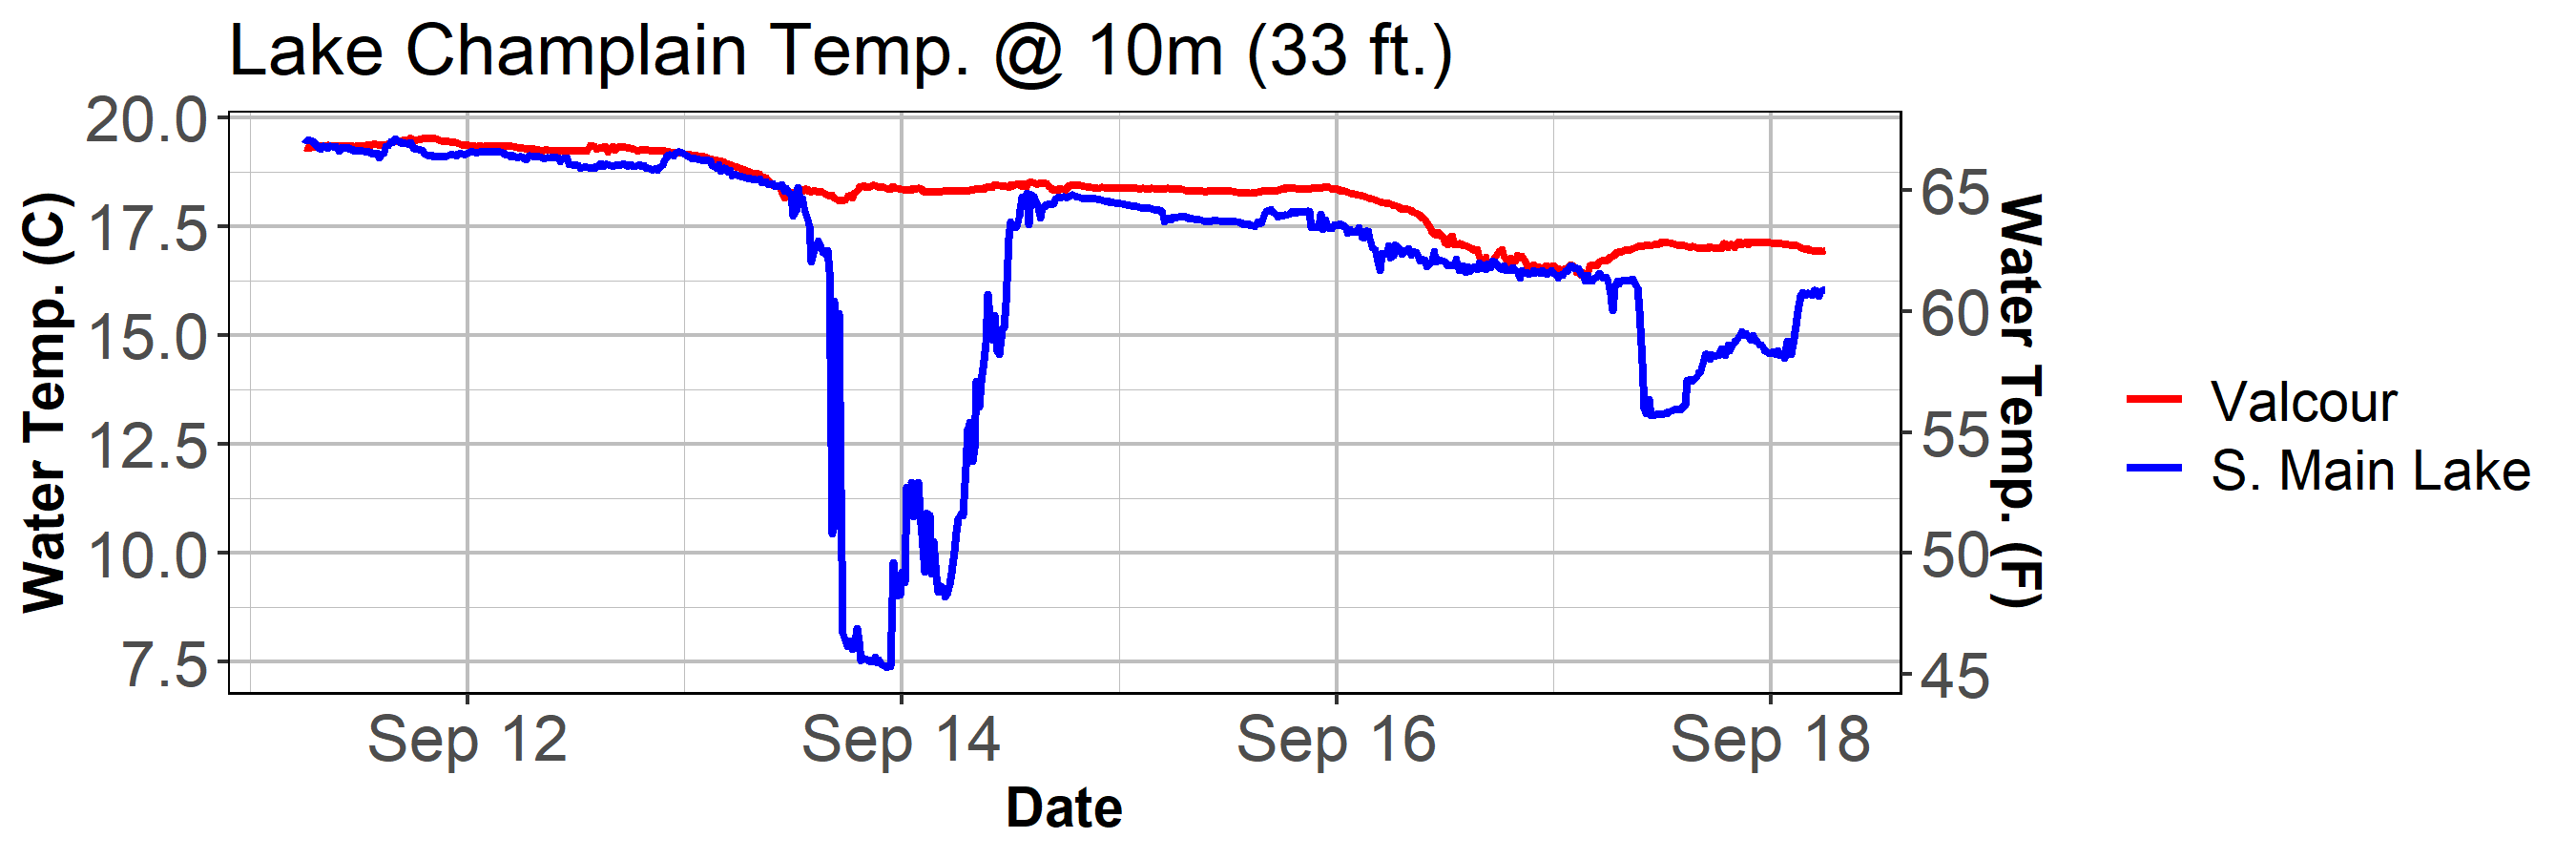 Lake Champlain Temp. @ 10m (33 ft.)
Water Temp. (C)
20.0
17.5
15.0
12.5
10.0
7.5
65
60
55
50
45
Water Temp. (F)
Sep 12
Sep 14
Sep 16
Sep 18
Date
Valcour
S. Main Lake